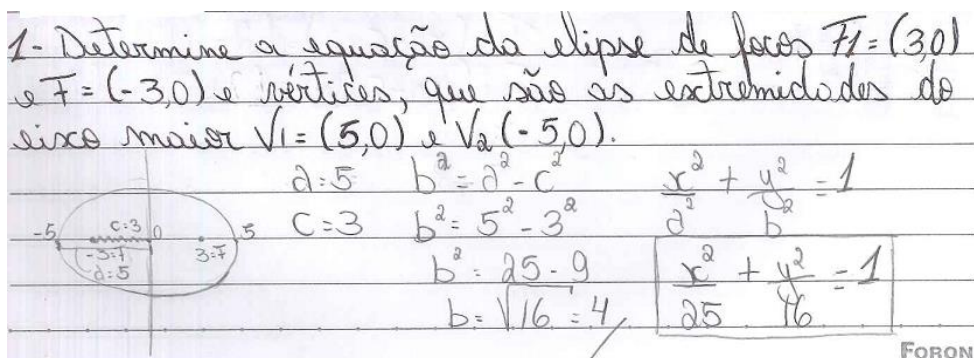 1- Determine a equação da elipse de focos F1 = (3,0)
e F = (-3,0) e vértices, que são as extremidades do
eixo maior V1 = (5,0) e V2 (-5,0).
a = 5 b² = a² - c² x²/a² + y²/b² = 1
c = 3 b² = 5² - 3²
b² = 25 - 9 x²/25 + y²/16 = 1
b = √16 = 4
-5 c=3 0 5
-3=F 3=F
a=5
FORON